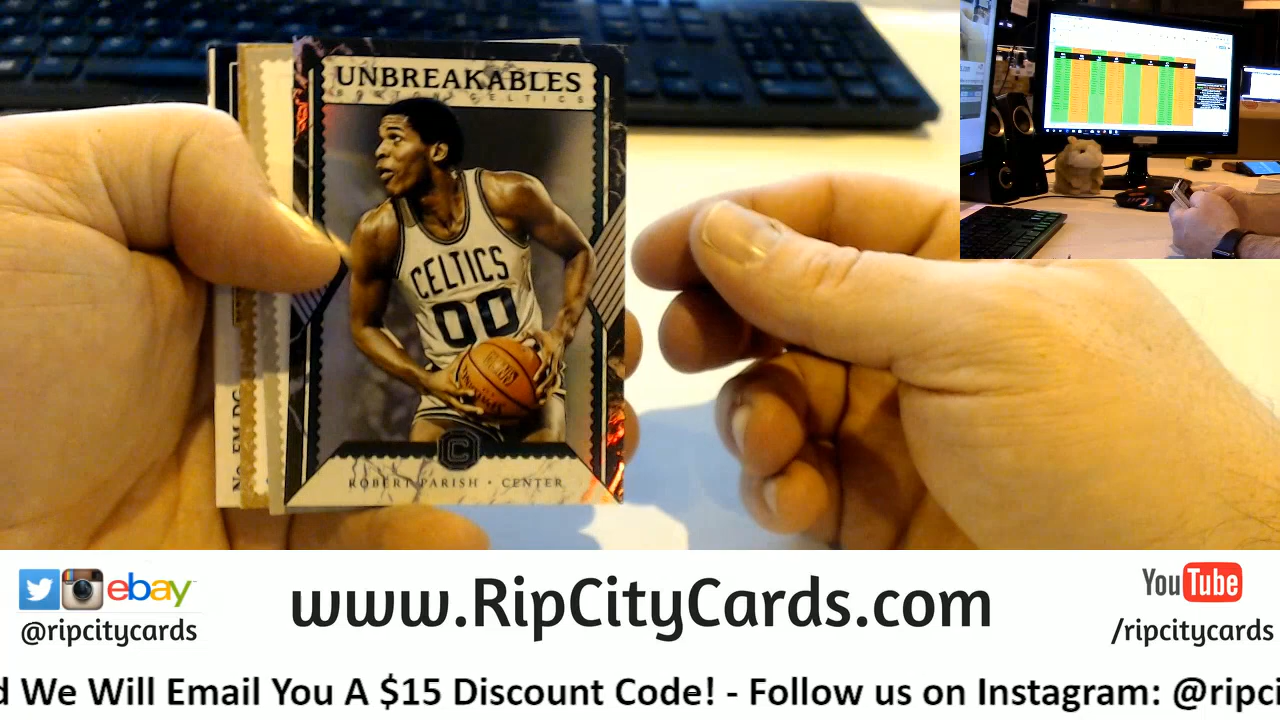 UNBREAKABLES
BOSTON CELTICS
CELTICS
00
C
ROBERT PARISH • CENTER
ebay
@ripcitycards
www.RipCityCards.com
YouTube
/ripcitycards
d We Will Email You A $15 Discount Code! - Follow us on Instagram: @ripci